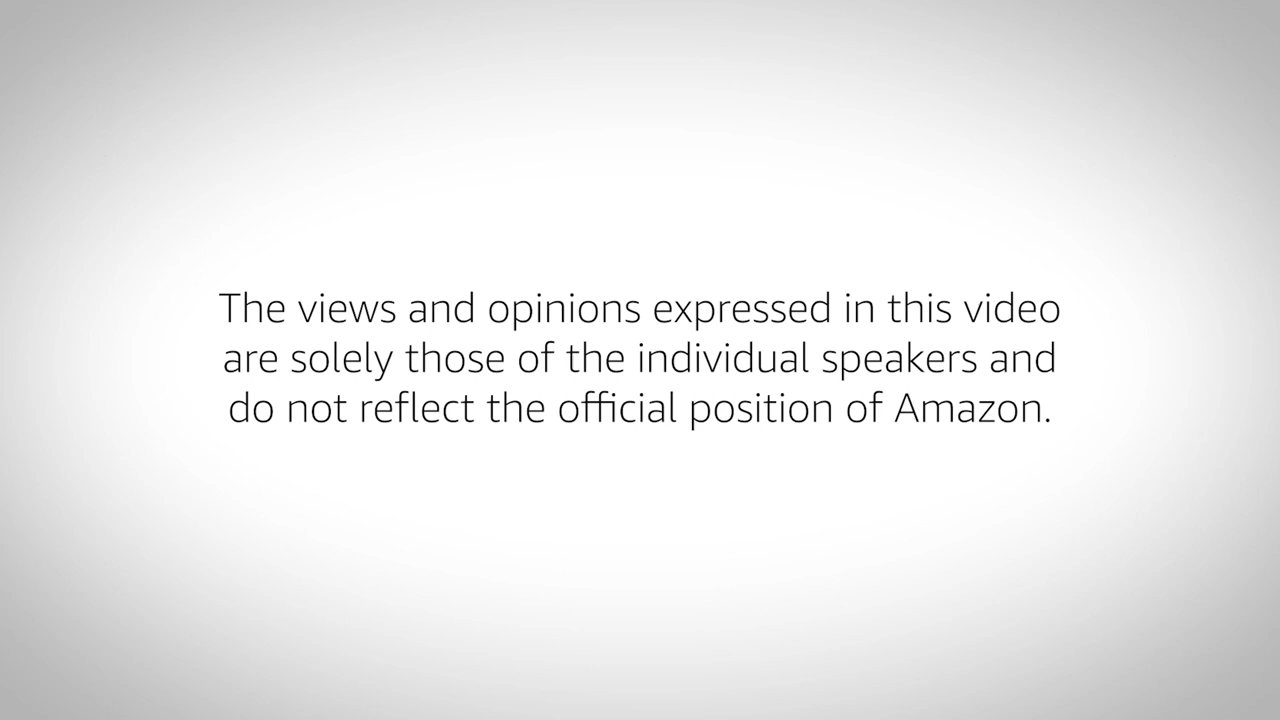 The views and opinions expressed in this video
are solely those of the individual speakers and
do not reflect the official position of Amazon.